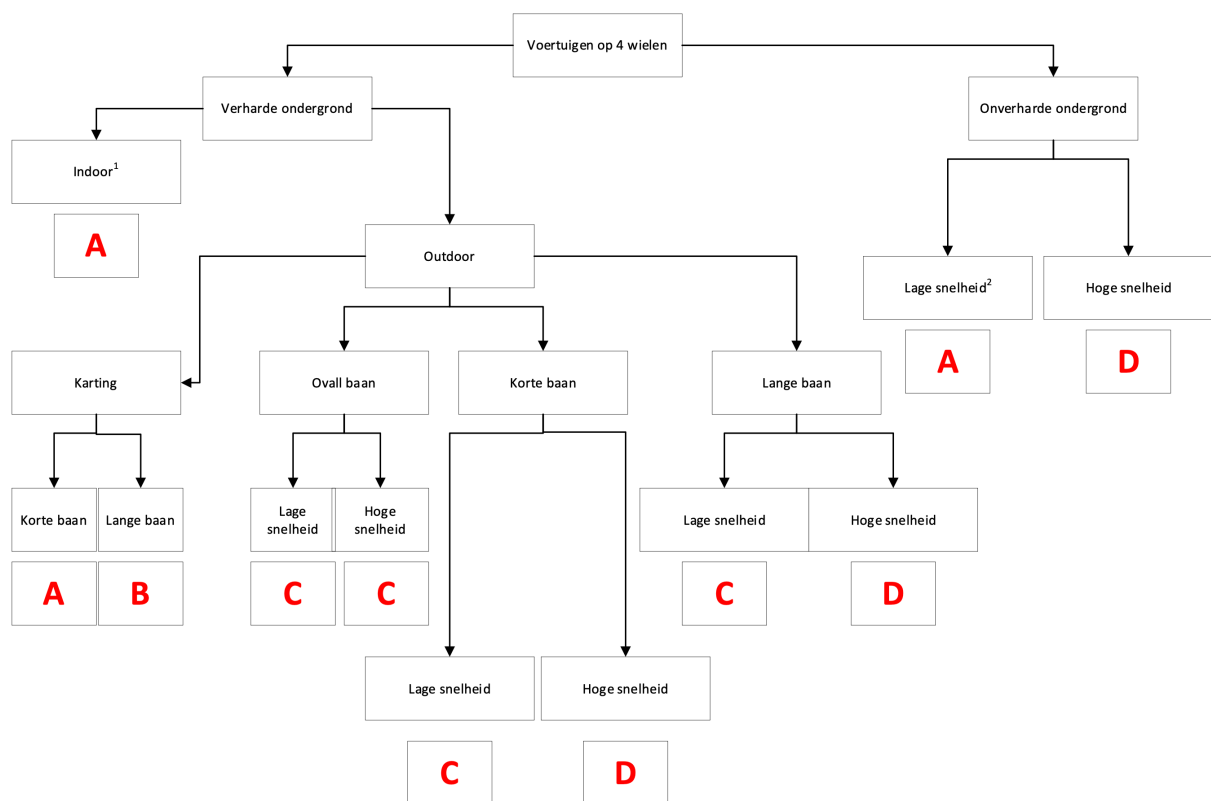 Voertuigen op 4 wielen
Verharde ondergrond
Onverharde ondergrond
Indoor1
A
Outdoor
Lage snelheid2
Hoge snelheid
A
D
Karting
Ovall baan
Korte baan
Lange baan
Korte baan
Lange baan
Lage
snelheid
Hoge
snelheid
Lage snelheid
Hoge snelheid
A
B
C
C
C
D
Lage snelheid
Hoge snelheid
C
D